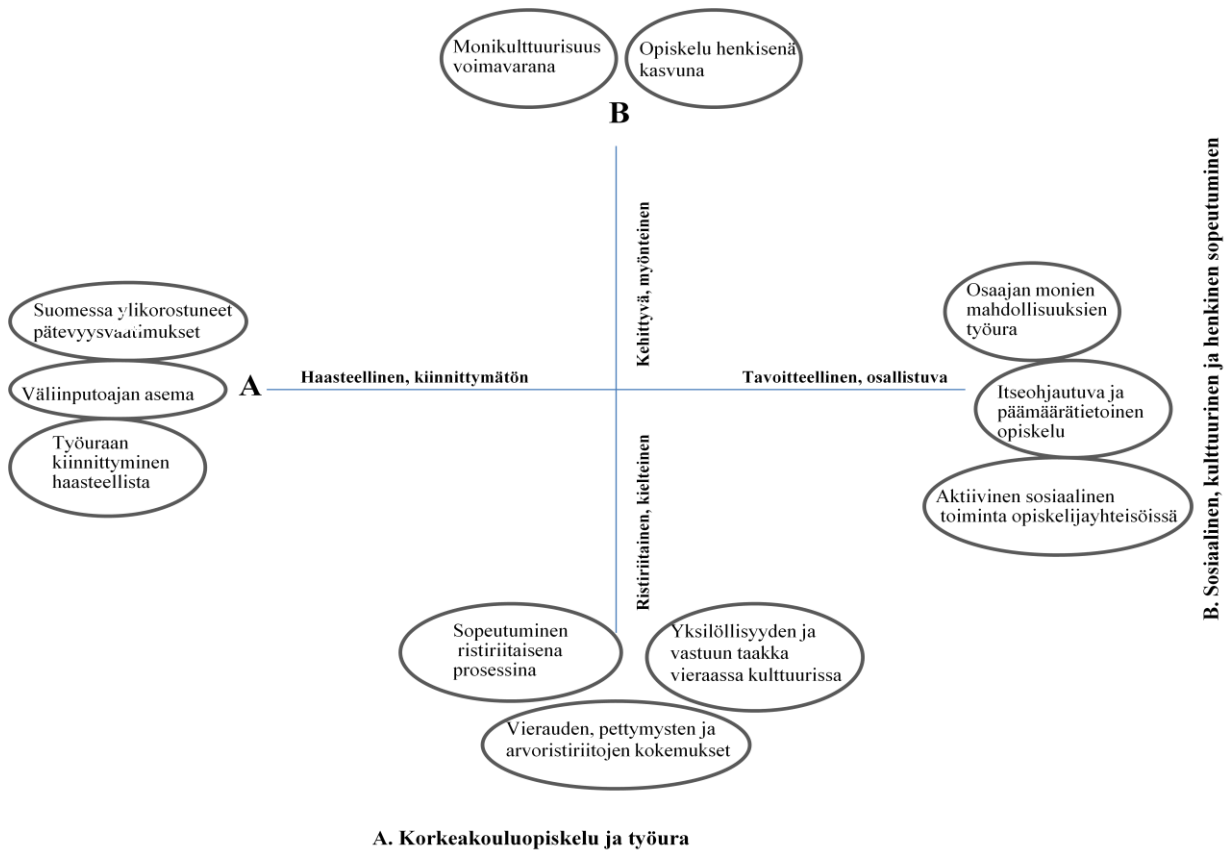 Monikulttuurisuus
voimavarana
Opiskelu henkisenä
kasvuna
B
Kehittyvä, myönteinen
B. Sosiaalinen, kulttuurinen ja henkinen sopeutuminen
Suomessa ylikorostuneet
pätevyysvaatimukset
Väliinputoajan asema
Työuraan
kiinnittyminen
haasteellista
A
Haasteellinen, kiinnittymätön
Tavoitteellinen, osallistuva
Osaajan monien
mahdollisuuksien
työura
Itseohjautuva ja
päämäärätietoinen
opiskelu
Aktiivinen sosiaalinen
toiminta opiskelijayhteisöissä
Ristiriitainen, kielteinen
Sopeutuminen
ristiriitaisena
prosessina
Yksilöllisyyden ja
vastuun taakka
vieraassa kulttuurissa
Vierauden, pettymysten ja
arvoristiriitojen kokemukset
A. Korkeakouluopiskelu ja työura